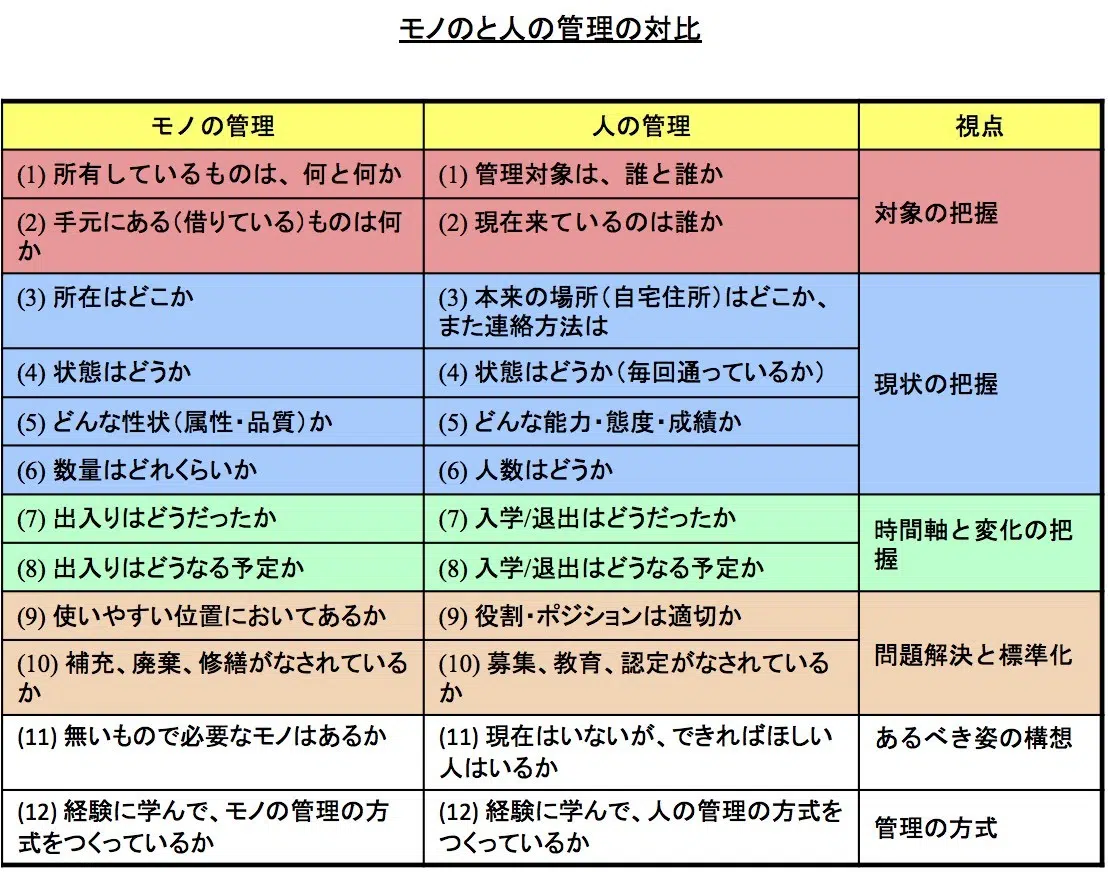 モノのと人の管理の対比
モノの管理
人の管理
視点
(1) 所有しているものは、何と何か
(1) 管理対象は、誰と誰か
対象の把握
(2) 手元にある（借りている）ものは何
か
(2) 現在来ているのは誰か
(3) 所在はどこか
(3) 本来の場所（自宅住所）はどこか、
また連絡方法は
現状の把握
(4) 状態はどうか
(4) 状態はどうか（毎回通っているか）
(5) どんな性状（属性・品質）か
(5) どんな能力・態度・成績か
(6) 数量はどれくらいか
(6) 人数はどうか
(7) 出入りはどうだったか
(7) 入学/退出はどうだったか
時間軸と変化の把
握
(8) 出入りはどうなる予定か
(8) 入学/退出はどうなる予定か
(9) 使いやすい位置においてあるか
(9) 役割・ポジションは適切か
問題解決と標準化
(10) 補充、廃棄、修繕がなされている
か
(10) 募集、教育、認定がなされている
か
(11) 無いもので必要なモノはあるか
(11) 現在はいないが、できればほしい
人はいるか
あるべき姿の構想
(12) 経験に学んで、モノの管理の方
式をつくっているか
(12) 経験に学んで、人の管理の方式を
つくっているか
管理の方式